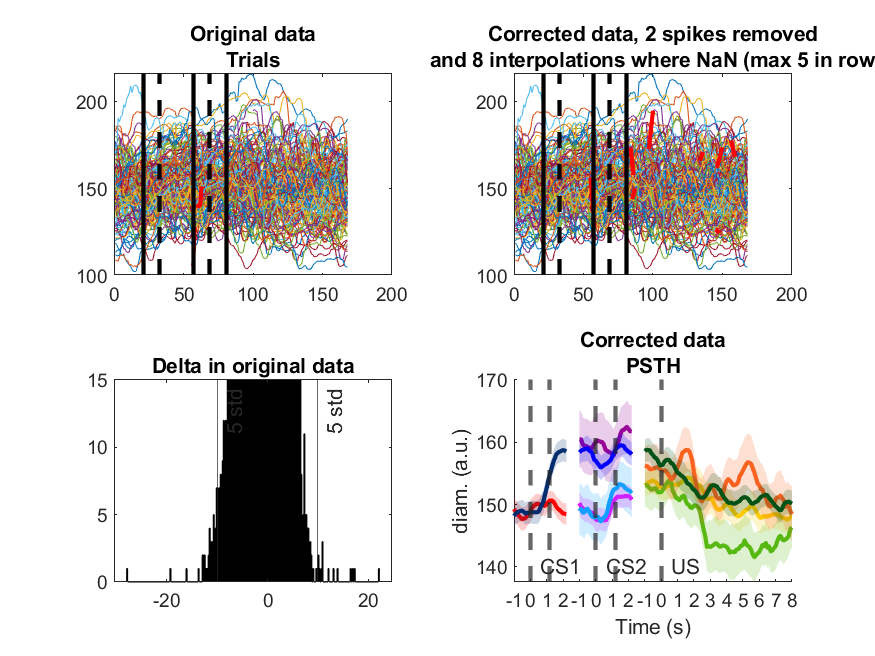 Original data
Trials
200
150
100
0
50
100
150
200
Corrected data, 2 spikes removed
and 8 interpolations where NaN (max 5 in row
200
150
100
0
50
100
150
200
Delta in original data
15
10
5
0
5 std
5 std
-20
0
20
Corrected data
PSTH
170
160
150
140
diam. (a.u.)
CS1
CS2
US
-1 0 1 2 -1 0 1 2 -1 0 1 2 3 4 5 6 7 8
Time (s)